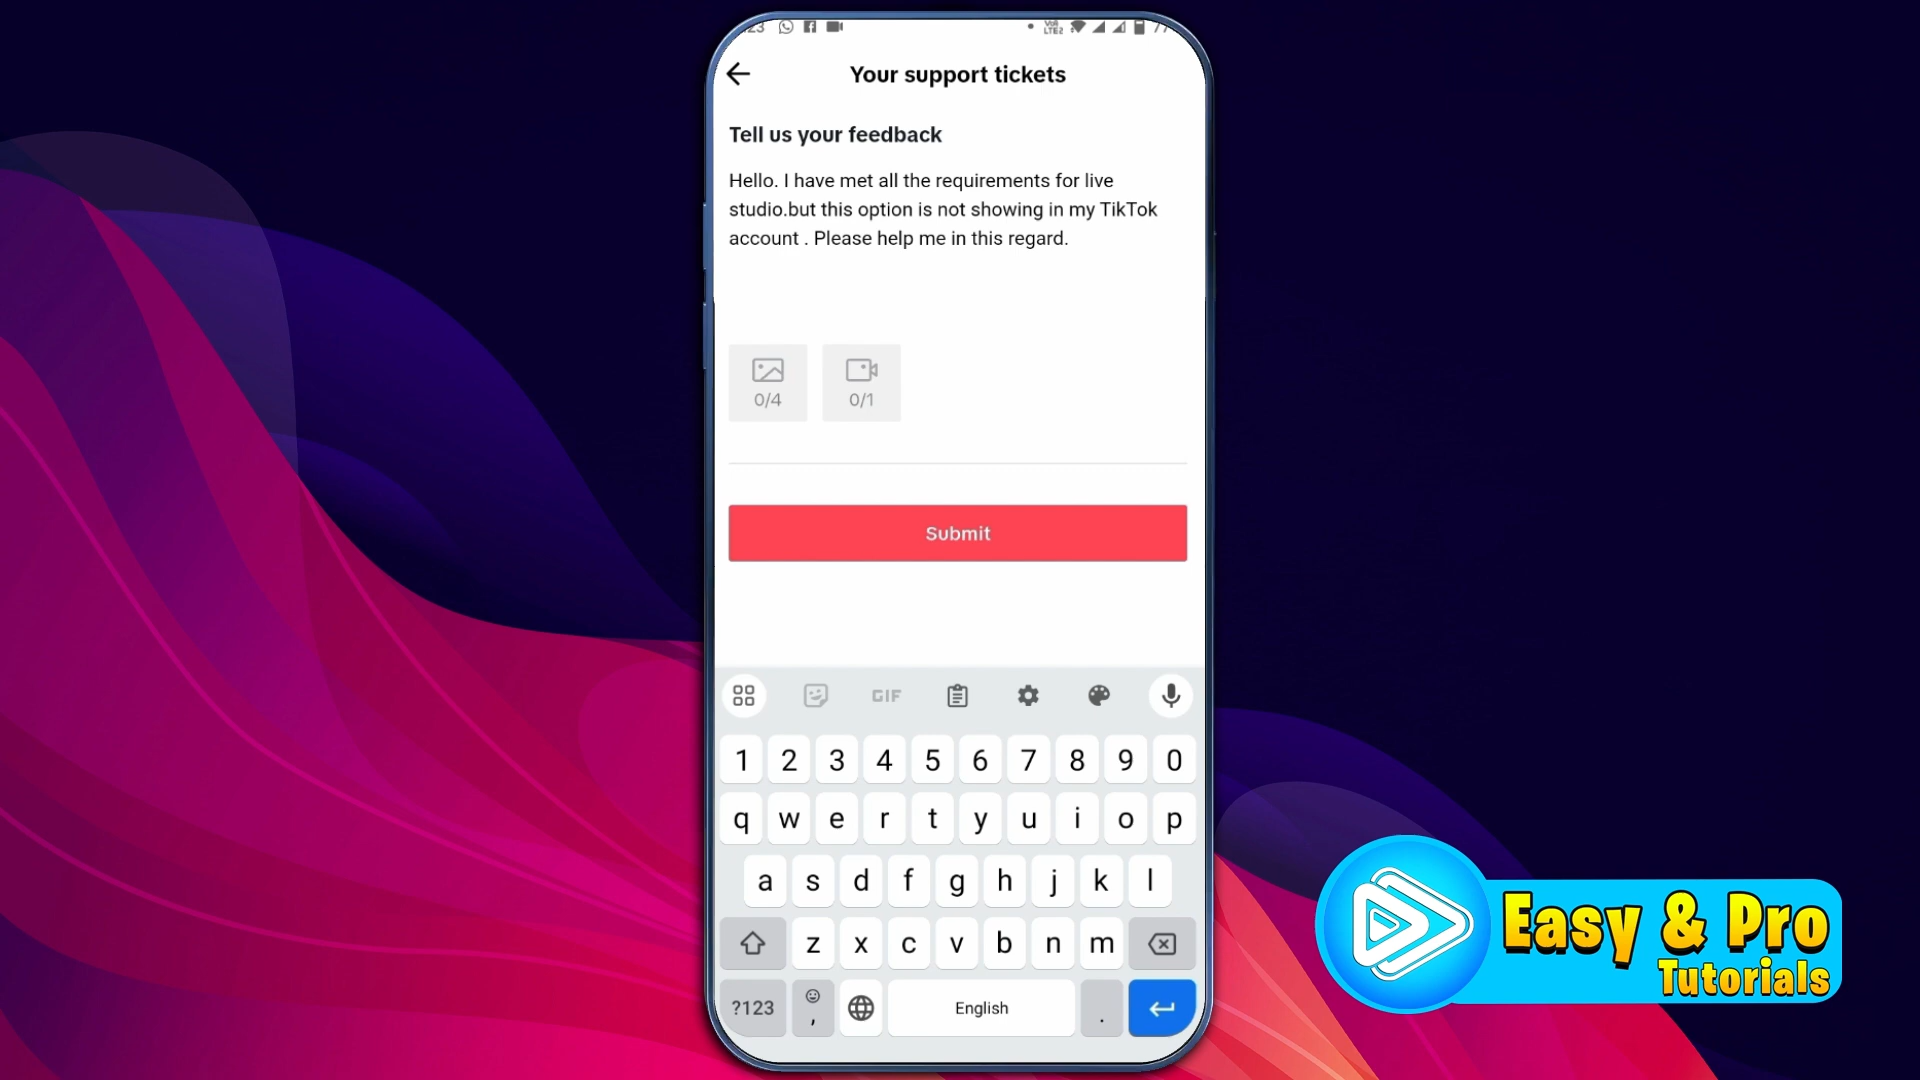 Your support tickets
Tell us your feedback
Hello. I have met all the requirements for live
studio.but this option is not showing in my TikTok
account . Please help me in this regard.
0/4 0/1
Submit
GIF
1 2 3 4 5 6 7 8 9 0
q w e r t y u i o p
a s d f g h j k l
z x c v b n m
?123 , English .
Easy & Pro
Tutorials